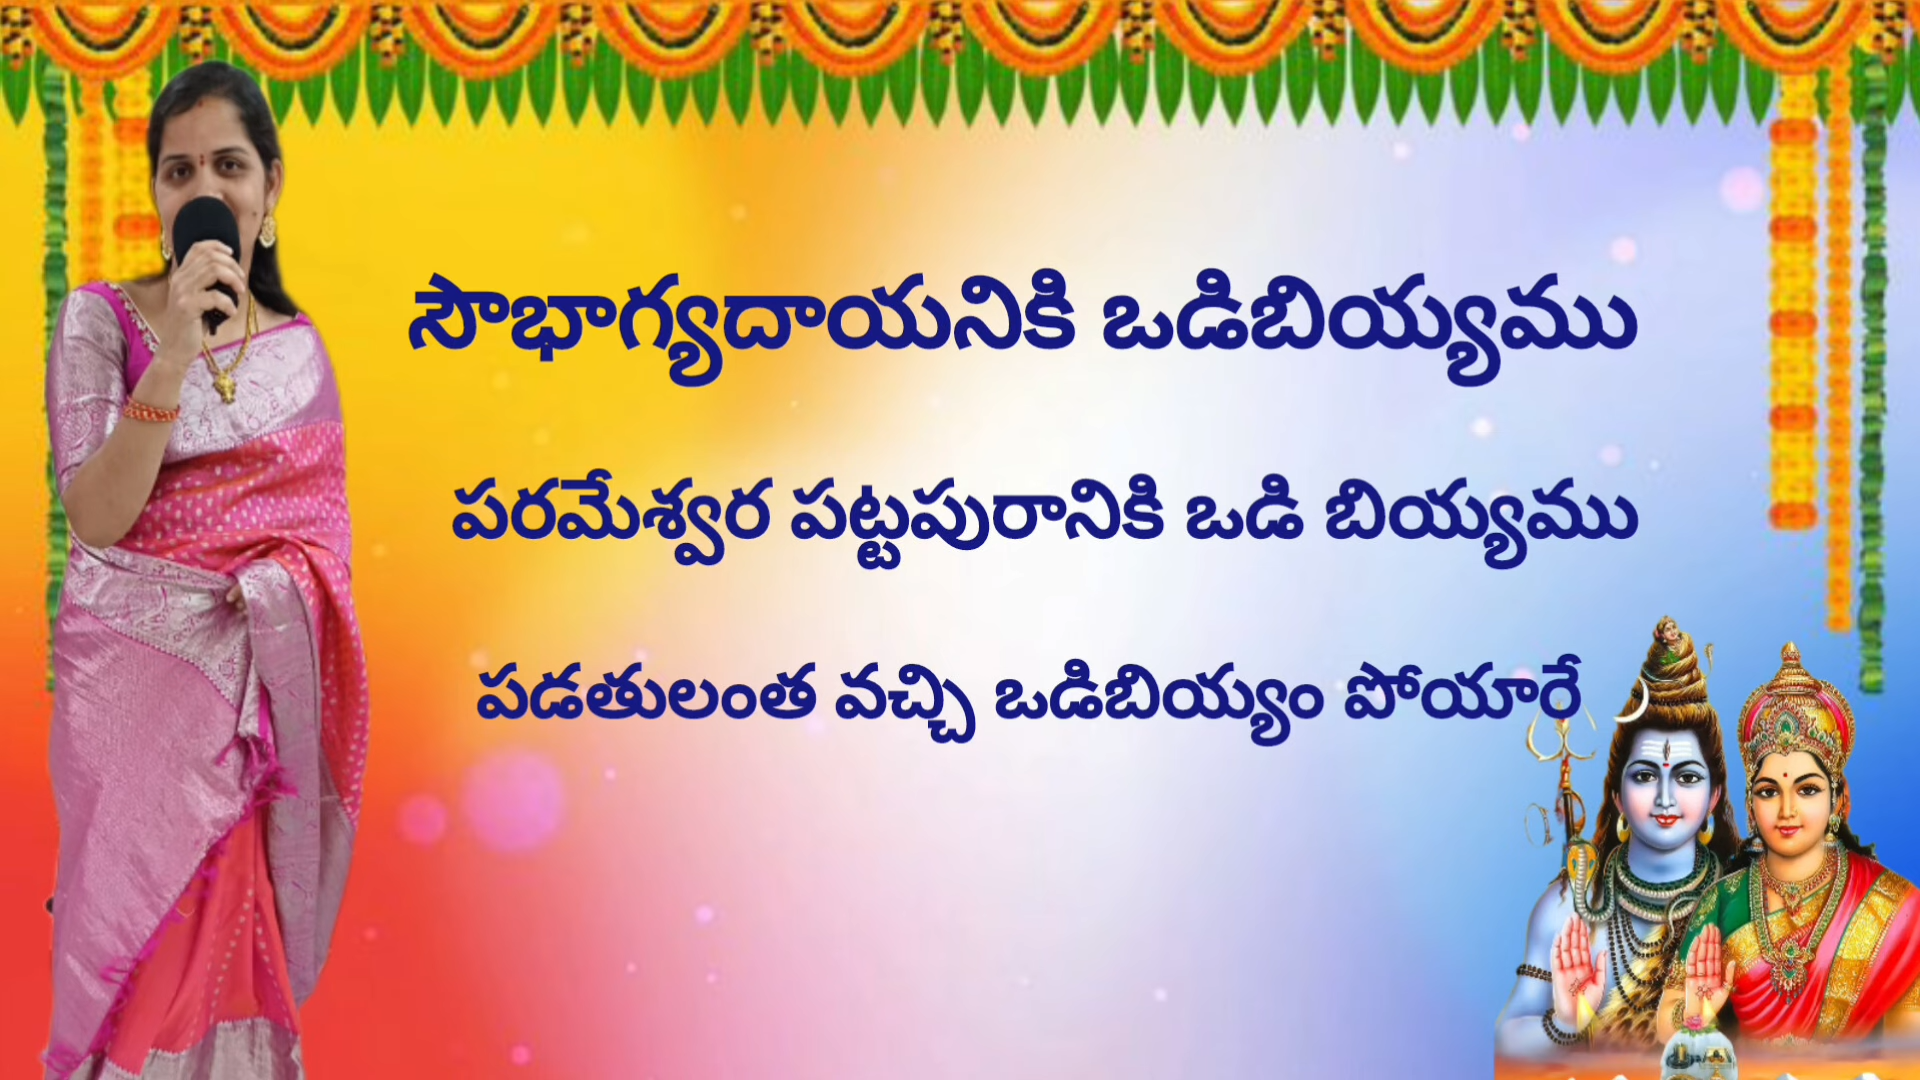 సౌభాగ్యదాయనికి ఒడిబియ్యము
పరమేశ్వర పట్టపురానికి ఒడి బియ్యము
పడతులంత వచ్చి ఒడిబియ్యం పోయారే